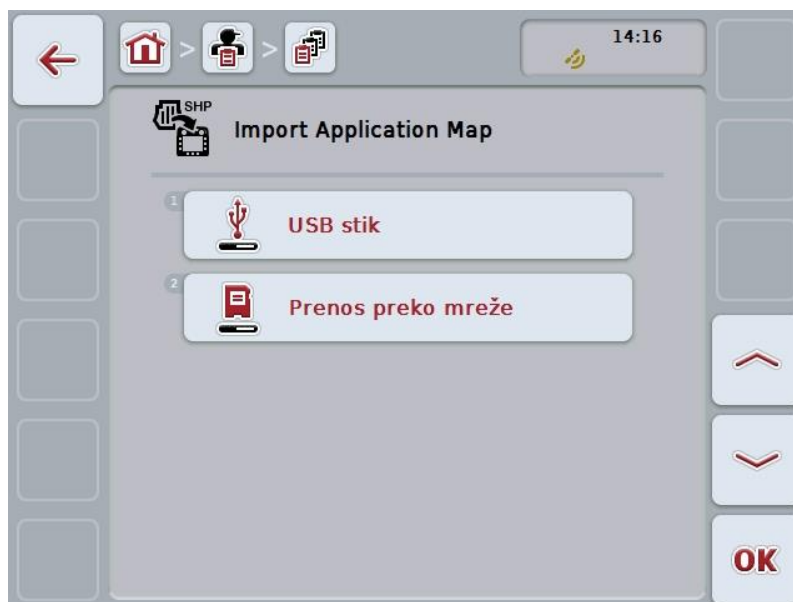 14:16
SHP
Import Application Map
1
USB stik
2
Prenos preko mreže
OK